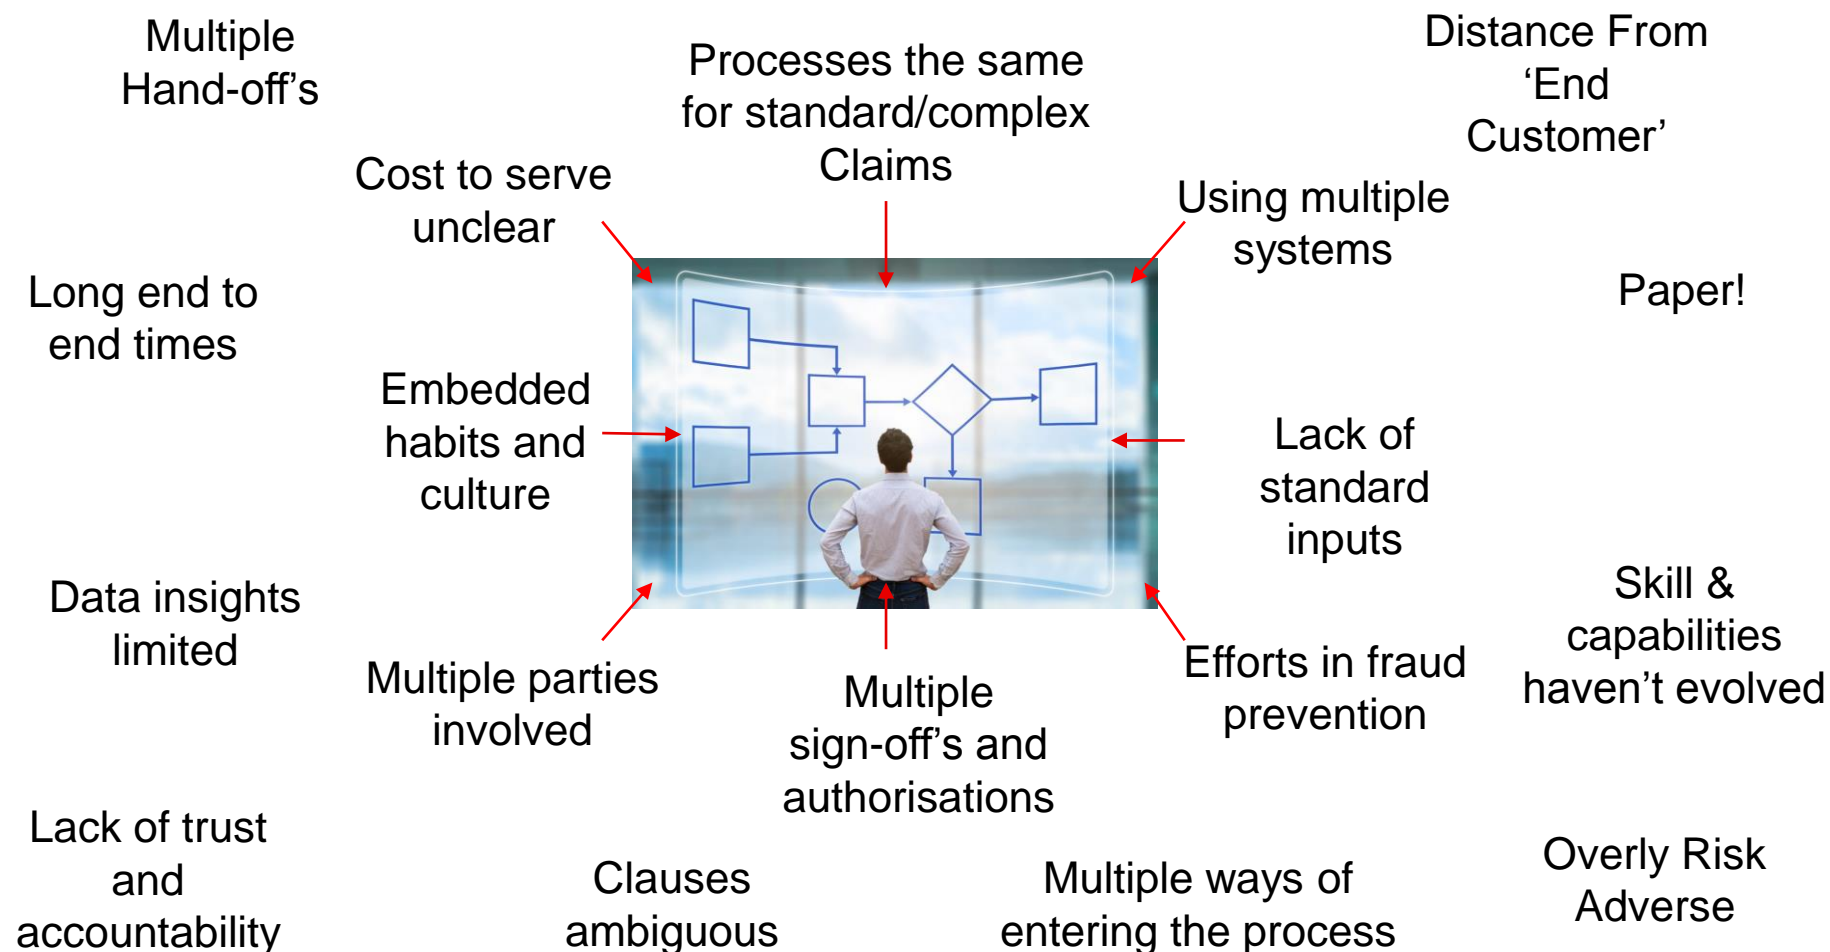 Multiple
Hand-off's
Processes the same
for standard/complex
Claims
Distance From
‘End
Customer’
Cost to serve
unclear
Using multiple
systems
Long end to
end times
Paper!
Embedded
habits and
culture
Lack of
standard
inputs
Data insights
limited
Skill &
capabilities
haven’t evolved
Multiple parties
involved
Multiple
sign-off’s and
authorisations
Efforts in fraud
prevention
Lack of trust
and
accountability
Clauses
ambiguous
Multiple ways of
entering the process
Overly Risk
Adverse